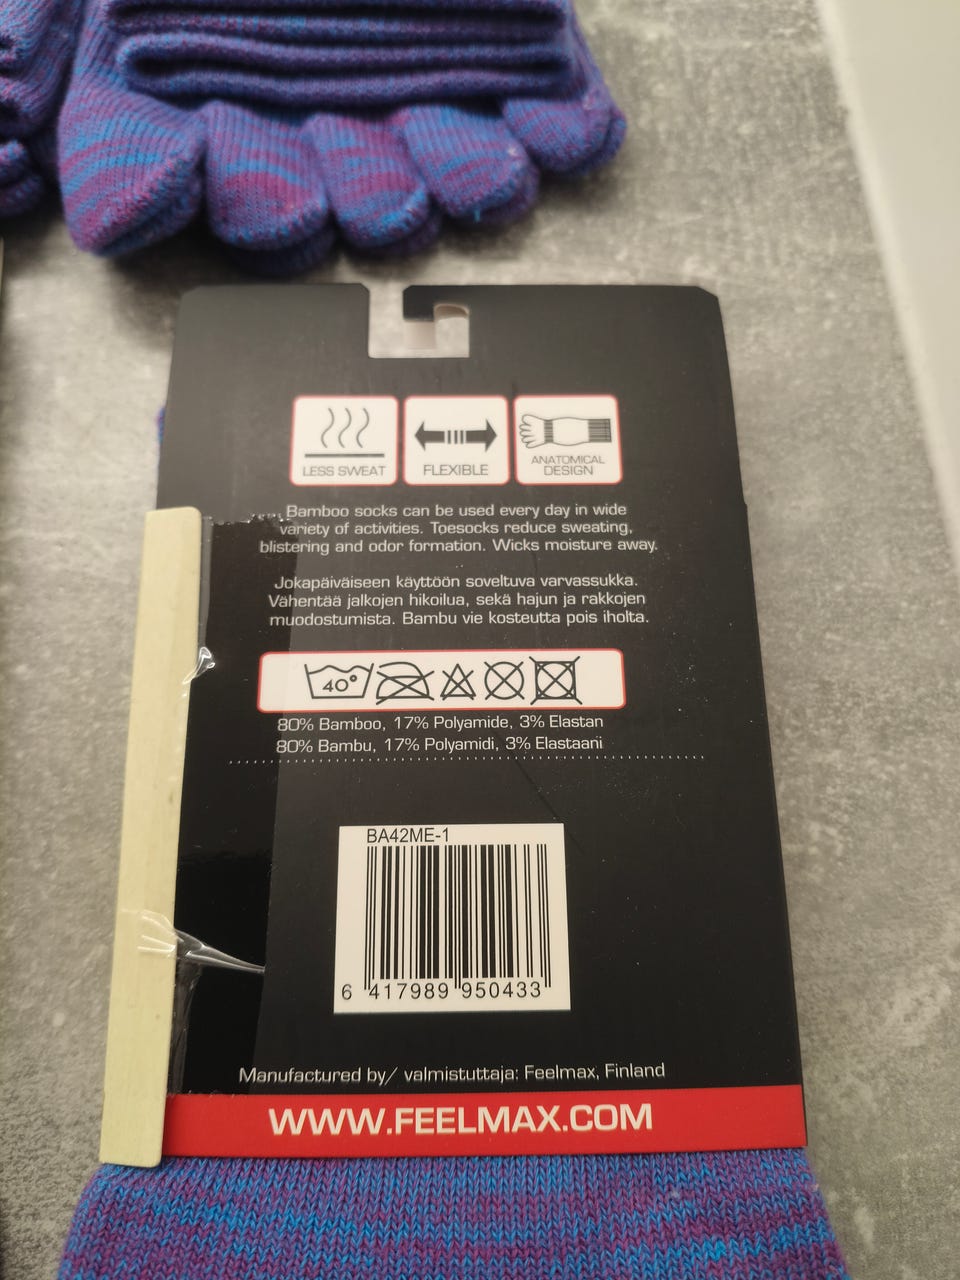 LESS SWEAT
FLEXIBLE
ANATOMICAL
DESIGN
Bamboo socks can be used every day in wide
variety of activities. Toesocks reduce sweating,
blistering and odor formation. Wicks moisture away.
Jokapäiväiseen käyttöön soveltuva varvassukka.
Vähentää jalkojen hikoilua, sekä hajun ja rakkojen
muodostumista. Bambu vie kosteutta pois iholta.
40°
80% Bamboo, 17% Polyamide, 3% Elastan
80% Bambu, 17% Polyamidi, 3% Elastaani
BA42ME-1
6 417989 950433
Manufactured by/ valmistuttaja: Feelmax, Finland
WWW.FEELMAX.COM